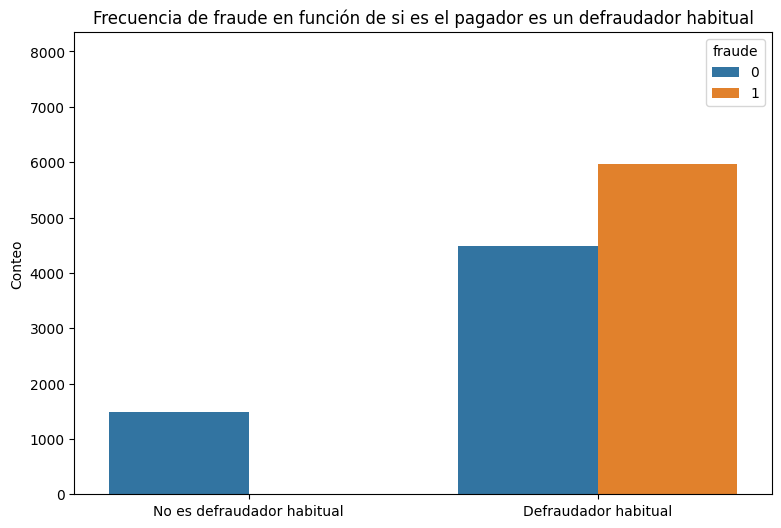 Frecuencia de fraude en función de si es el pagador es un defraudador habitual
8000
7000
6000
5000
4000
3000
2000
1000
0
Conteo
fraude
0
1
No es defraudador habitual
Defraudador habitual